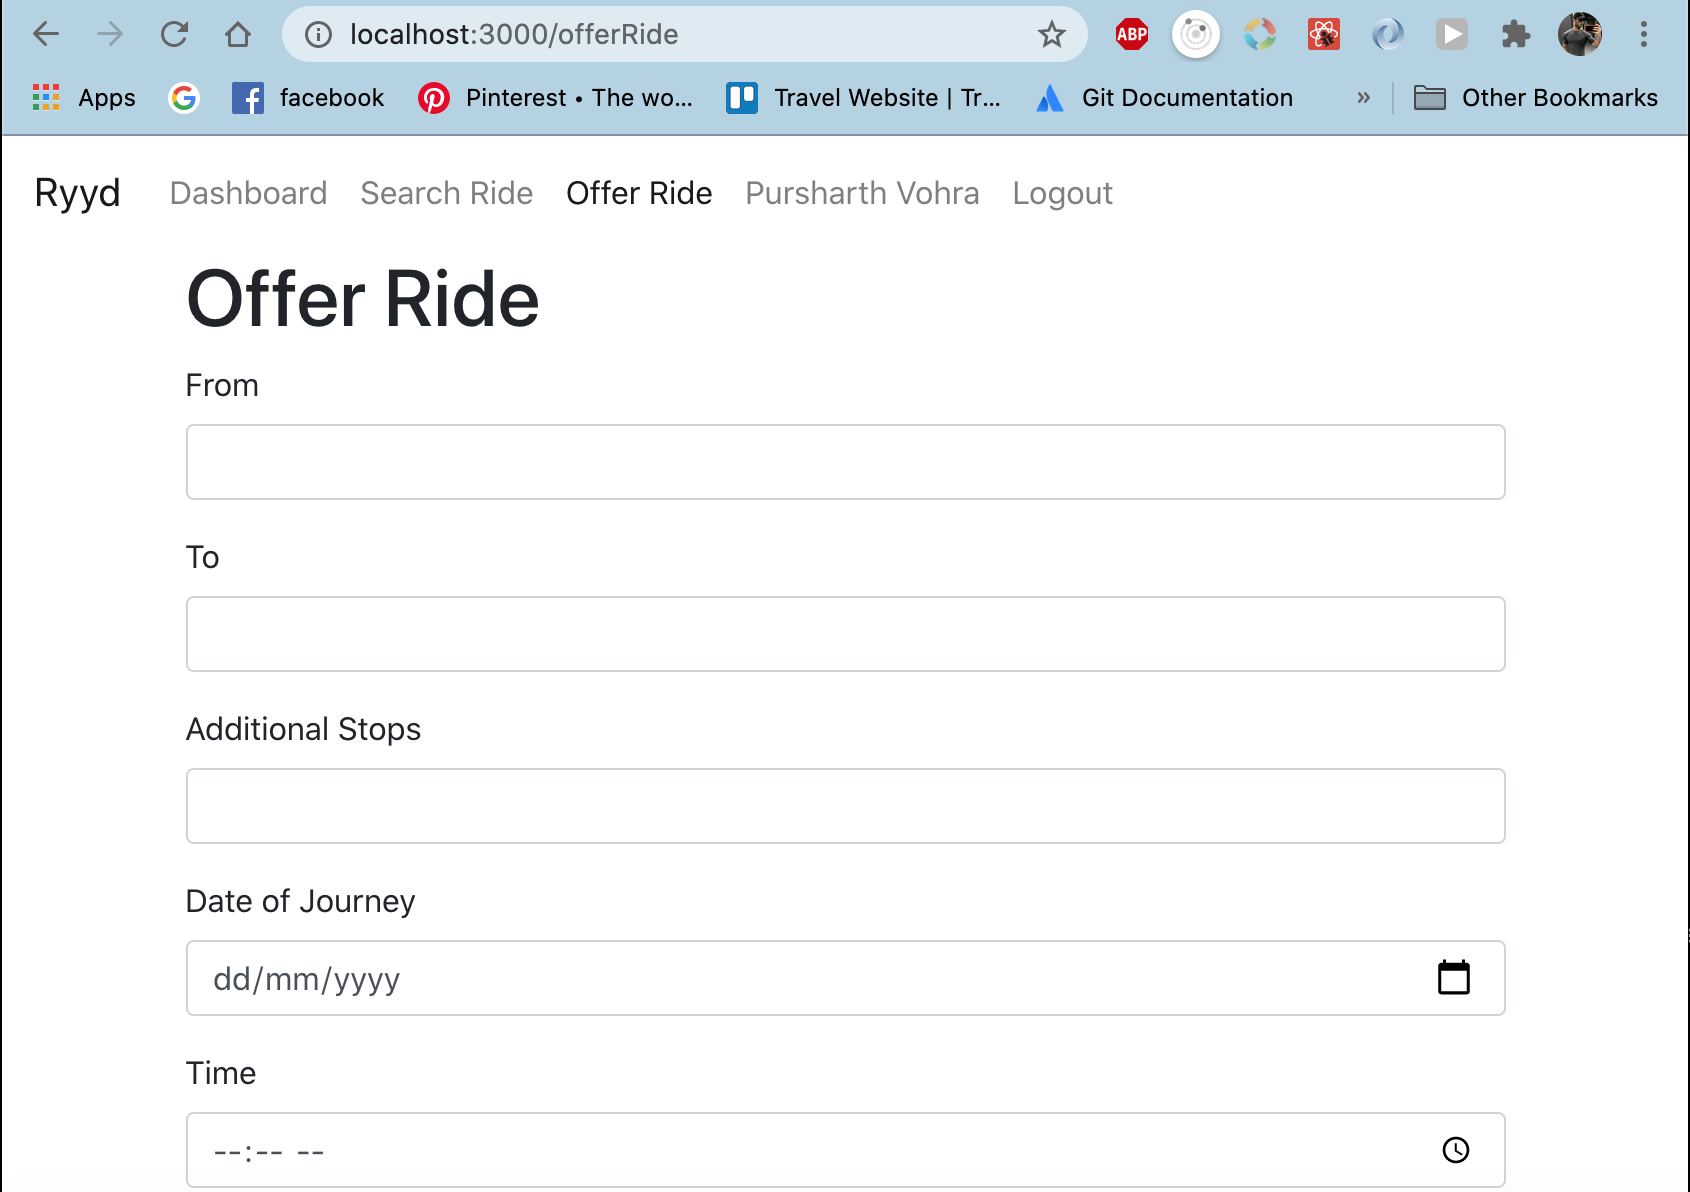 localhost:3000/offerRide
ABP
Apps facebook Pinterest • The wo... Travel Website | Tr... Git Documentation » Other Bookmarks
Ryyd Dashboard Search Ride Offer Ride Pursharth Vohra Logout
Offer Ride
From
To
Additional Stops
Date of Journey
dd/mm/yyyy
Time
--:-- --